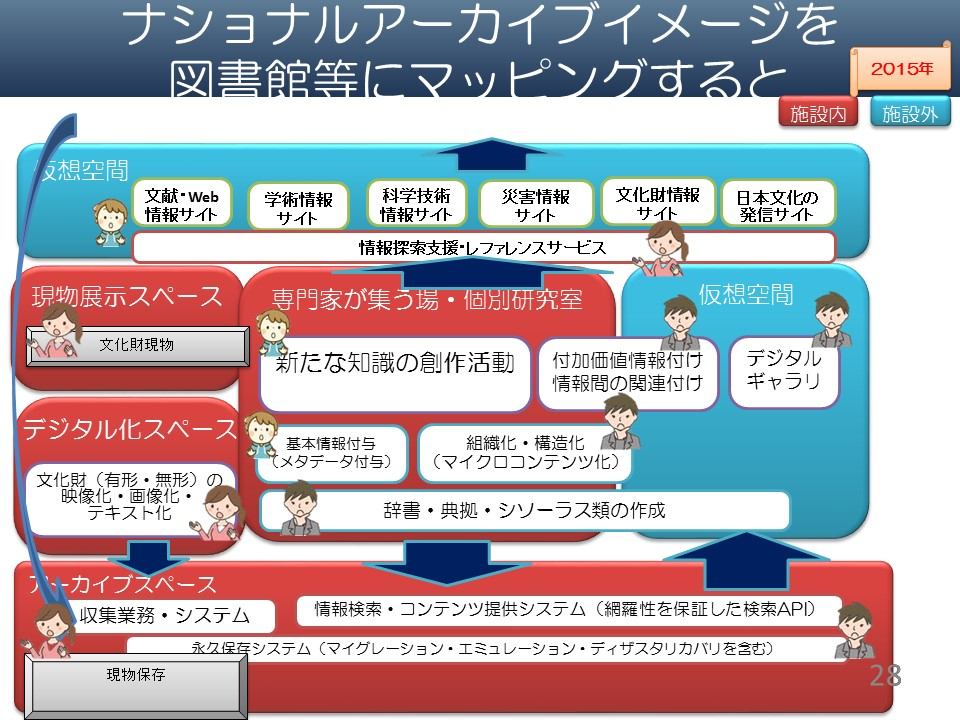 ナショナルアーカイブイメージを
図書館等にマッピングすると
2015年
施設内
施設外
仮想空間
文献・Web
情報サイト
学術情報
サイト
科学技術
情報サイト
災害情報
サイト
文化財情報
サイト
日本文化の
発信サイト
情報探索支援・レファレンスサービス
現物展示スペース
文化財現物
専門家が集う場・個別研究室
仮想空間
新たな知識の創作活動
付加価値情報付け
情報間の関連付け
デジタル
ギャラリ
デジタル化スペース
文化財（有形・無形）の
映像化・画像化・
テキスト化
基本情報付与
（メタデータ付与）
組織化・構造化
（マイクロコンテンツ化）
辞書・典拠・シソーラス類の作成
アーカイブスペース
収集業務・システム
情報検索・コンテンツ提供システム（網羅性を保証した検索API）
永久保存システム（マイグレーション・エミュレーション・ディザスタリカバリを含む）
現物保存
28